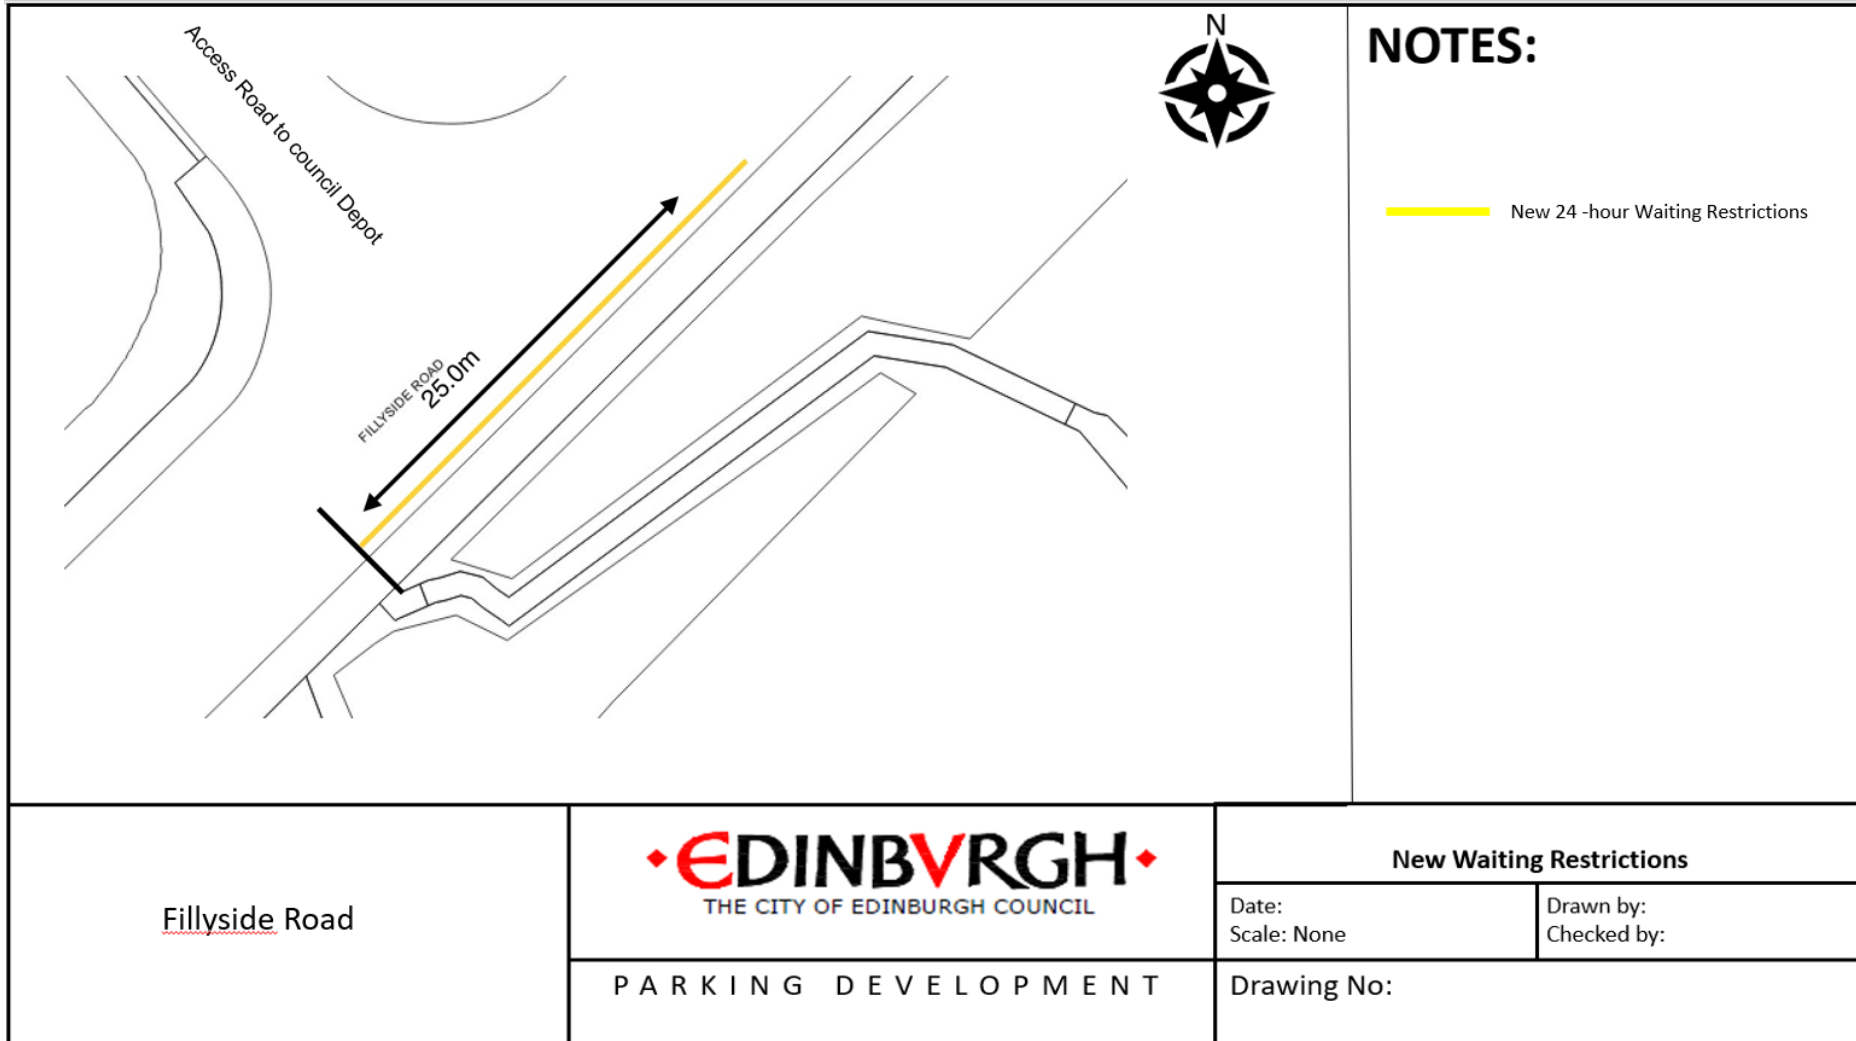 N
NOTES:
Access Road to council Depot
New 24 -hour Waiting Restrictions
FILLYSIDE ROAD
25.0m
Fillyside Road
EDINBVRGH
THE CITY OF EDINBURGH COUNCIL
PARKING DEVELOPMENT
New Waiting Restrictions
Date:
Scale: None
Drawn by:
Checked by:
Drawing No: